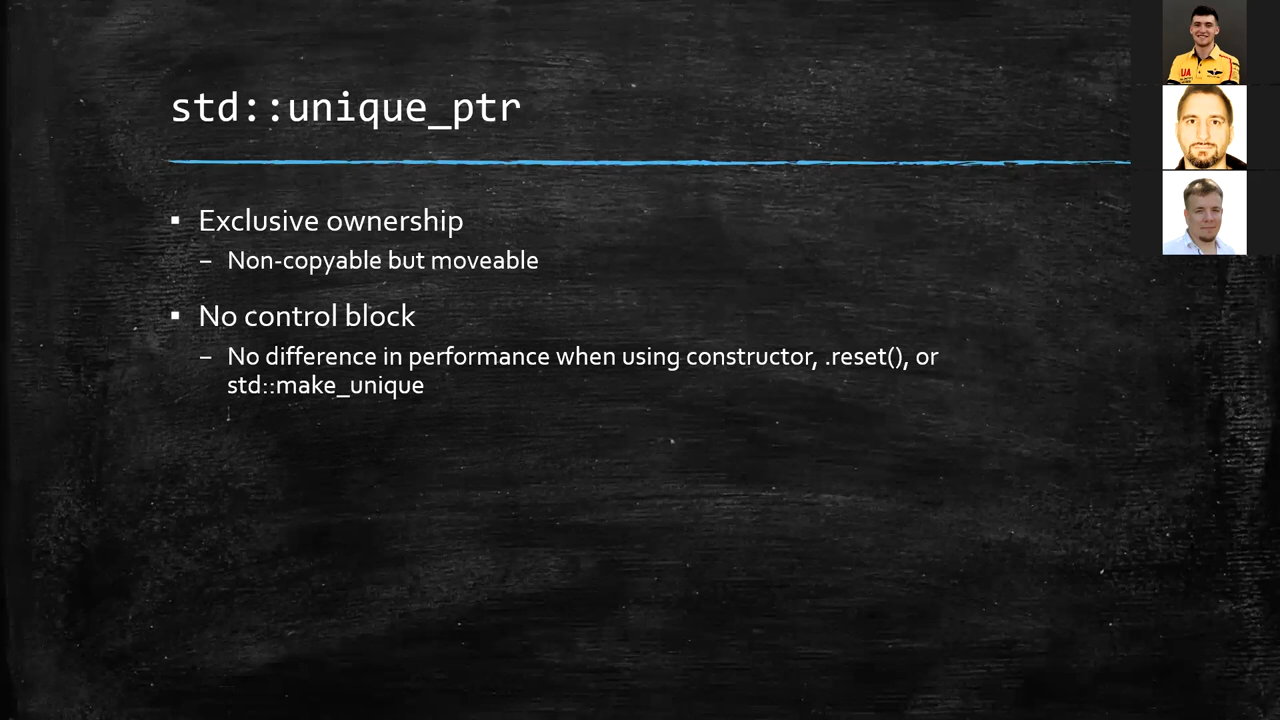 std::unique_ptr
▪ Exclusive ownership
– Non-copyable but moveable
▪ No control block
– No difference in performance when using constructor, .reset(), or
std::make_unique
UA